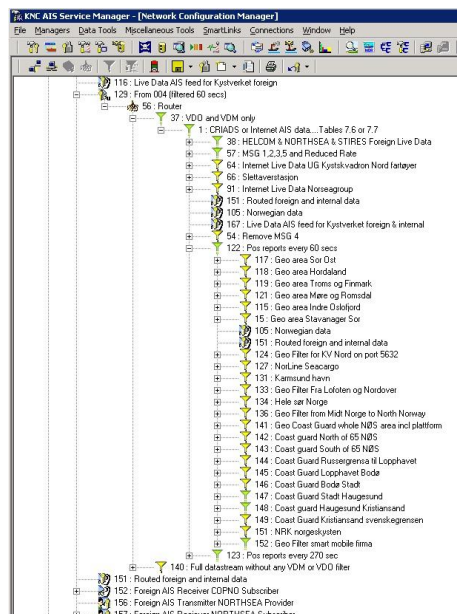 KNC AIS Service Manager - [Network Configuration Manager]
File Managers Data Tools Miscellaneous Tools SmartLinks Connections Windows Help
116 : Live Data AIS feed for Kystverket foreign
129 : From 004 (filtered 60 secs)
56 : Router
37 : VDO and VDM only
1 : CRIADS or Internet AIS data....Tables 7.6 or 7.7
38 : HELCOM & NORTHSEA & STIRES Foreign Live Data
57 : MSG 1,2,3,5 and Reduced Rate
64 : Internet Live Data UG Kystskvadron Nord fartøyer
66 : Slettaverstasjon
91 : Internet Live Data Norseagroup
151 : Routed foreign and internal data
105 : Norwegian data
167 : Live Data AIS feed for Kystverket foreign & internal
54 : Remove MSG 4
122 : Pos reports every 60 secs
117 : Geo area Sor Ost
118 : Geo area Hordaland
119 : Geo area Troms og Finmark
121 : Geo area Møre og Romsdal
115 : Geo area Indre Oslofjord
15 : Geo area Stavanager Sor
105 : Norwegian data
151 : Routed foreign and internal data
124 : Geo Filter for KV Nord on port 5632
127 : NorLine Seacargo
131 : Karmsund havn
133 : Geo Filter Fra Lofoten og Nordover
134 : Hele sør Norge
136 : Geo Filter from Midt Norge to North Norway
141 : Geo Coast Guard whole NØS area incl plattform
142 : Coast guard North of 65 NØS
143 : Coast guard South of 65 NØS
144 : Coast Guard Russergrensa til Lopphavet
145 : Coast Guard Lopphavet Bodø
146 : Coast Guard Bodø Stadt
147 : Coast Guard Stadt Haugesund
148 : Coast guard Haugesund Kristiansand
149 : Coast Guard Kristiansand svenskegrensen
151 : NRK norgeskysten
152 : Geo Filter smart mobile firma
123 : Pos reports every 270 sec
140 : Full datastream without any VDM or VDO filter
151 : Routed foreign and internal data
152 : Foreign AIS Receiver COPNO Subscriber
156 : Foreign AIS Transmitter NORTHSEA Provider
157 : Foreign AIS Reciever NORTHSEA Subscriber